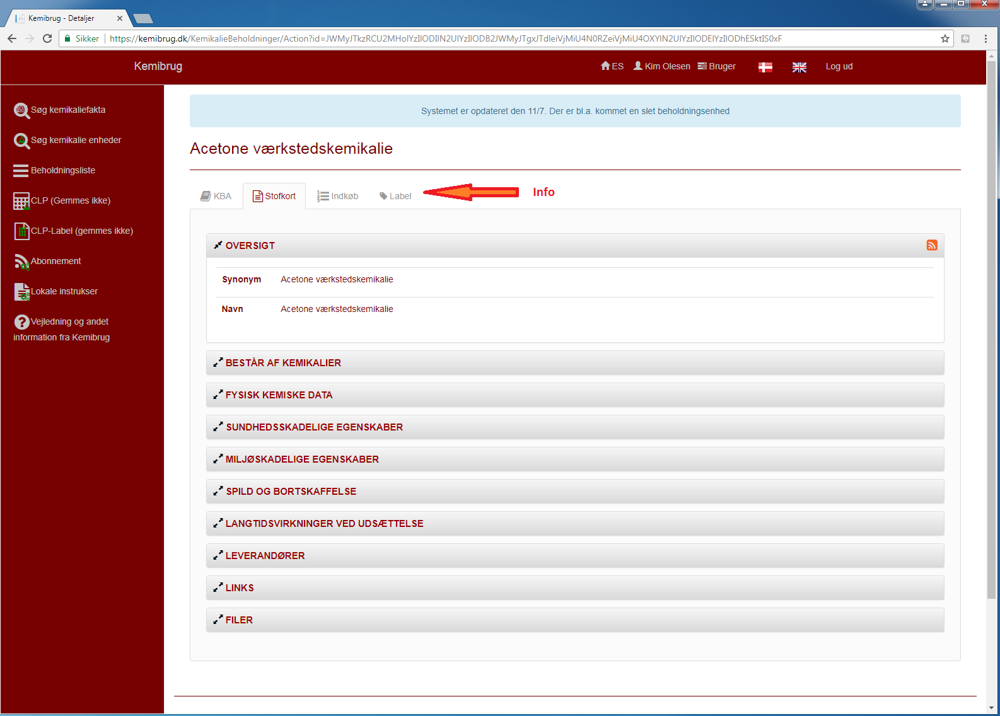 Kemibrug - Detaljer
Sikker https://kemibrug.dk/KemikalieBeholdninger/Action?id=
Kemibrug
ES Kim Olesen Bruger Log ud
Søg kemikaliefakta
Søg kemikalie enheder
Beholdningsliste
CLP (Gemmes ikke)
CLP-Label (gemmes ikke)
Abonnement
Lokale instrukser
Vejledning og andet
information fra Kemibrug
Systemet er opdateret den 11/7. Der er bl.a. kommet en slet beholdningsenhed
Acetone værkstedskemikalie
KBA Stofkort Indkøb Label Info
OVERSIGT
Synonym Acetone værkstedskemikalie
Navn Acetone værkstedskemikalie
BESTÅR AF KEMIKALIER
FYSISK KEMISKE DATA
SUNDHEDSSKADELIGE EGENSKABER
MILJØSKADELIGE EGENSKABER
SPILD OG BORTSKAFFELSE
LANGTIDSVIRKNINGER VED UDSÆTTELSE
LEVERANDØRER
LINKS
FILER